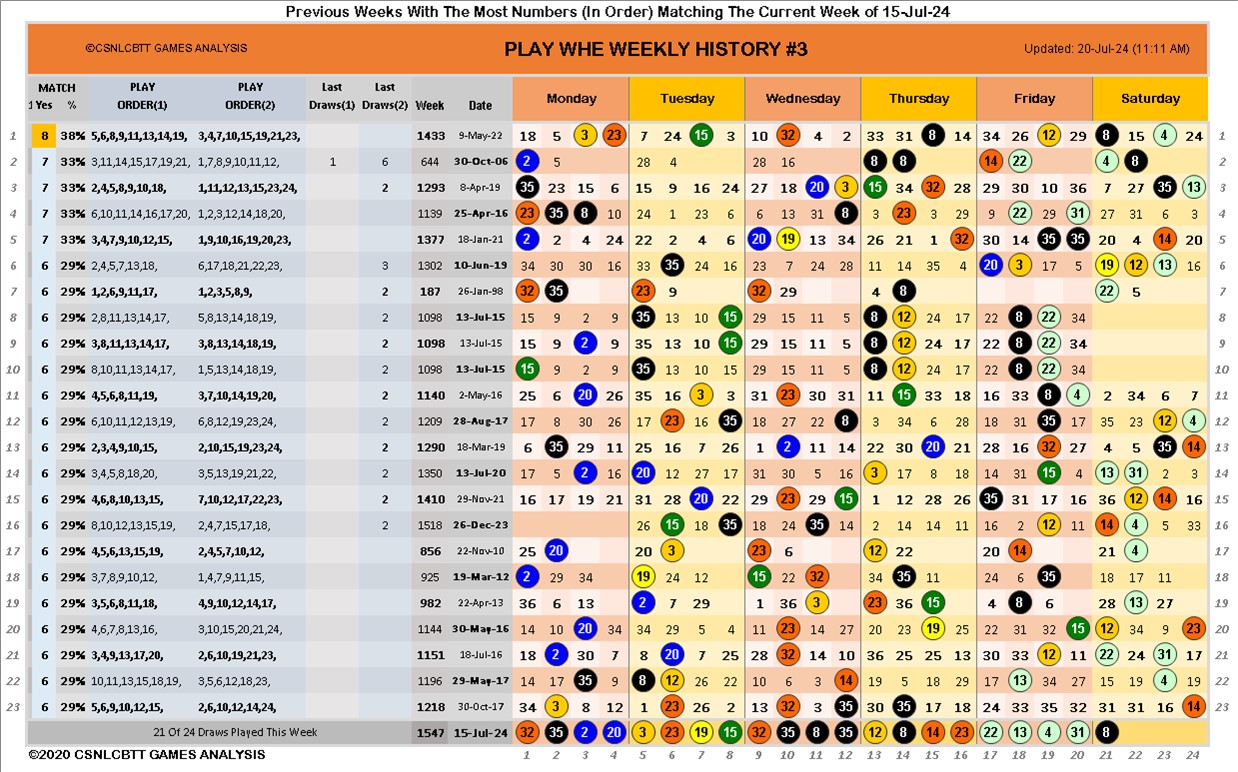 Previous Weeks With The Most Numbers (In Order) Matching The Current Week of 15-Jul-24
©CSNLCBTT GAMES ANALYSIS PLAY WHE WEEKLY HISTORY #3 Updated: 20-Jul-24 (11:11 AM)
MATCH PLAY PLAY Last Last
1 Yes % ORDER(1) ORDER(2) Draws(1) Draws(2) Week Date Monday Tuesday Wednesday Thursday Friday Saturday
1 8 38% 5,6,8,9,11,13,14,19, 3,4,7,10,15,19,21,23, 1433 9-May-22 18 5 3 23 7 24 15 3 10 32 4 2 33 31 8 14 34 26 12 29 8 15 4 24 1
2 7 33% 3,11,14,15,17,19,21, 1,7,8,9,10,11,12, 1 6 644 30-Oct-06 2 5 28 4 28 16 8 8 14 22 4 8 2
3 7 33% 2,4,5,8,9,10,18, 1,11,12,13,15,23,24, 2 1293 8-Apr-19 35 23 15 6 15 9 16 24 27 18 20 3 15 34 32 28 29 30 10 36 7 27 35 13 3
4 7 33% 6,10,11,14,16,17,20, 1,2,3,12,14,18,20, 1139 25-Apr-16 23 35 8 10 24 1 23 6 6 13 31 8 3 23 3 29 9 22 29 31 27 31 6 3 4
5 7 33% 3,4,7,9,10,12,15, 1,9,10,16,19,20,23, 1377 18-Jan-21 2 2 4 24 22 2 4 6 20 19 13 34 26 21 1 32 30 14 35 35 20 4 23 20 5
6 6 29% 2,4,5,7,13,18, 6,17,18,21,22,23, 3 1302 10-Jun-19 34 30 30 16 33 35 24 16 23 7 24 28 11 14 35 4 20 3 17 5 19 12 13 16 6
7 6 29% 1,2,6,9,11,17, 1,2,3,5,8,9, 2 187 26-Jan-98 32 35 23 9 32 29 4 8 22 5 7
8 6 29% 2,8,11,13,14,17, 5,8,13,14,18,19, 2 1098 13-Jul-15 15 9 2 9 35 13 10 15 29 15 11 5 8 12 24 17 22 8 22 34 8
9 6 29% 3,8,11,13,14,17, 3,8,13,14,18,19, 2 1098 13-Jul-15 15 9 2 9 35 13 10 15 29 15 11 5 8 12 24 17 22 8 22 34 9
10 6 29% 8,10,11,13,14,17, 1,5,13,14,18,19, 2 1098 13-Jul-15 15 9 2 9 35 13 10 15 29 15 11 5 8 12 24 17 22 8 22 34 10
11 6 29% 4,5,6,8,11,19, 3,7,10,14,19,20, 2 1140 2-May-16 25 6 20 26 35 16 3 3 31 23 30 31 11 15 33 18 16 33 8 4 2 34 6 7 11
12 6 29% 6,10,11,12,13,19, 6,8,12,19,23,24, 2 1209 28-Aug-17 17 8 30 26 17 23 16 35 18 27 22 8 3 34 6 28 18 31 35 17 35 23 12 4 12
13 6 29% 2,3,4,9,10,15, 2,10,15,19,23,24, 2 1290 18-Mar-19 6 35 29 11 25 16 7 26 1 2 11 14 22 30 20 21 28 16 32 27 4 13 35 14 13
14 6 29% 3,4,5,8,18,20, 3,5,13,19,21,22, 2 1350 13-Jul-20 17 5 2 16 20 12 27 17 31 30 5 16 3 17 8 18 14 31 15 4 13 31 2 3 14
15 6 29% 4,6,8,10,13,15, 7,10,12,17,22,23, 2 1410 29-Nov-21 16 17 19 21 31 28 20 22 29 23 29 15 1 12 28 26 35 31 17 16 36 12 14 16 15
16 6 29% 8,10,12,13,15,19, 2,4,7,15,17,18, 2 1518 26-Dec-23 26 15 18 35 18 24 35 14 2 14 14 11 16 2 12 11 14 4 5 33 16
17 6 29% 4,5,6,13,15,19, 2,4,5,7,10,12, 856 22-Nov-10 25 20 20 3 23 6 12 22 20 14 21 4 17
18 6 29% 3,7,8,9,10,12, 1,4,7,9,11,15, 925 19-Mar-12 2 29 34 19 24 12 15 22 32 34 35 11 24 6 35 18 17 11 18
19 6 29% 3,5,6,8,11,18, 4,9,10,12,14,17, 982 22-Apr-13 36 6 13 2 7 29 1 36 3 23 36 15 4 8 6 28 13 27 19
20 6 29% 4,6,7,8,13,16, 3,10,15,20,21,24, 1144 30-May-16 14 10 20 34 34 29 5 4 11 23 14 27 20 23 19 25 22 31 32 15 12 34 9 23 20
21 6 29% 3,4,9,13,17,20, 2,6,10,19,21,23, 1151 18-Jul-16 18 2 30 7 8 20 7 25 28 32 14 10 36 25 25 13 30 33 12 11 22 24 31 17 21
22 6 29% 10,11,13,15,18,19, 3,5,6,12,18,23, 1196 29-May-17 14 17 35 9 8 12 26 22 10 6 3 14 19 5 18 29 17 13 34 17 15 19 4 19 22
23 6 29% 5,6,9,10,12,15, 2,6,10,12,14,24, 1218 30-Oct-17 34 3 8 12 1 23 26 2 13 32 3 35 30 35 17 18 24 33 35 32 31 31 16 14 23
21 Of 24 Draws Played This Week 1547 15-Jul-24 32 35 2 20 3 23 19 15 32 35 8 35 12 8 14 23 22 13 4 31 8
©2020 CSNLCBTT GAMES ANALYSIS 1 2 3 4 5 6 7 8 9 10 11 12 13 14 15 16 17 18 19 20 21 22 23 24